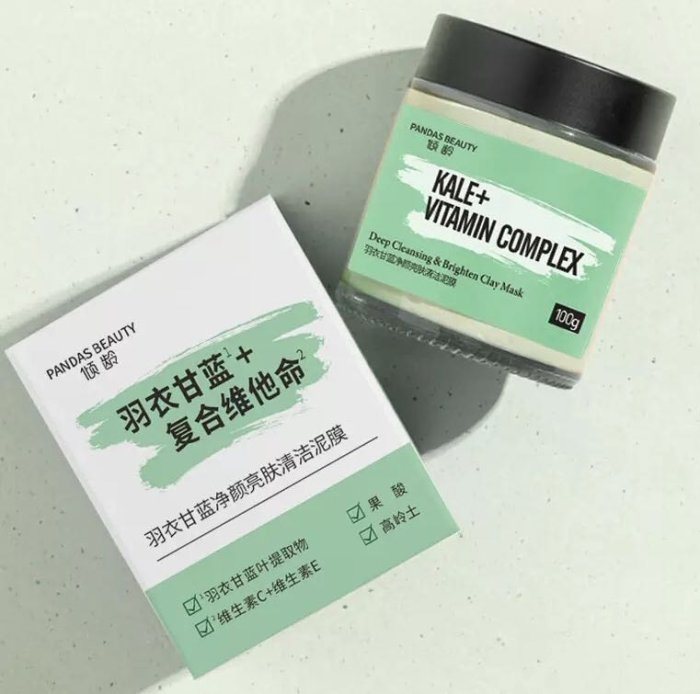 PANDAS BEAUTY
倾龄
KALE+
VITAMIN COMPLEX
Deep Cleansing & Brighten Clay Mask
羽衣甘蓝净颜亮肤清洁泥膜
100g
PANDAS BEAUTY
倾龄
羽衣甘蓝1+
复合维他命2
羽衣甘蓝净颜亮肤清洁泥膜
1羽衣甘蓝叶提取物
2维生素C+维生素E
果酸
高岭土